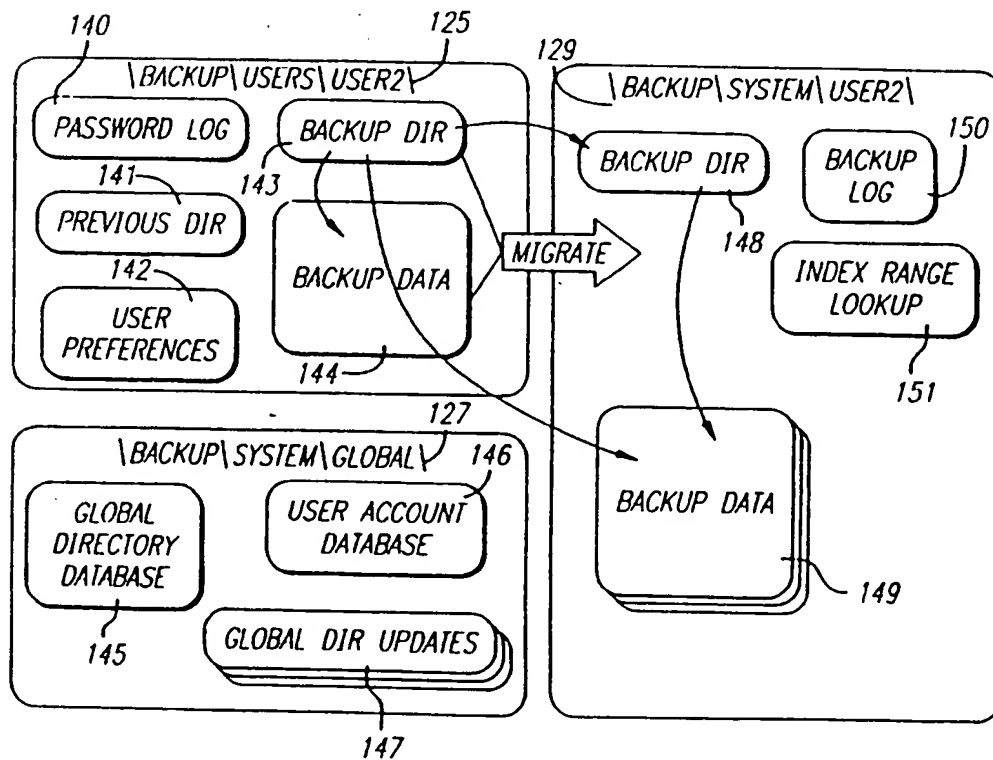 140
125
\BACKUP\USERS\USER2\
PASSWORD LOG
BACKUP DIR
143
141
PREVIOUS DIR
142
USER
PREFERENCES
BACKUP DATA
144
MIGRATE
129
\BACKUP\SYSTEM\USER2\
BACKUP DIR
148
BACKUP
LOG
150
INDEX RANGE
LOOKUP
151
BACKUP DATA
149
\BACKUP\SYSTEM\GLOBAL\
127
GLOBAL
DIRECTORY
DATABASE
145
146
USER ACCOUNT
DATABASE
GLOBAL DIR UPDATES
147